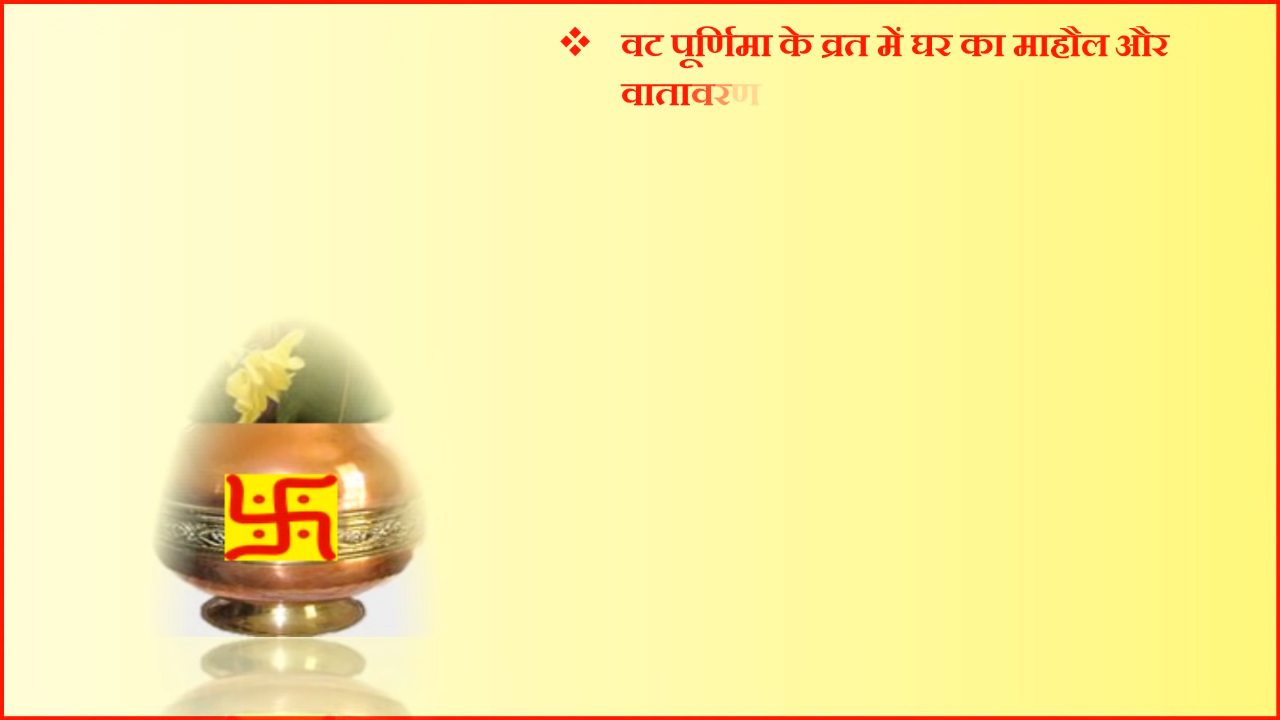 ❖ वट पूर्णिमा के व्रत में घर का माहौल और
वातावरण